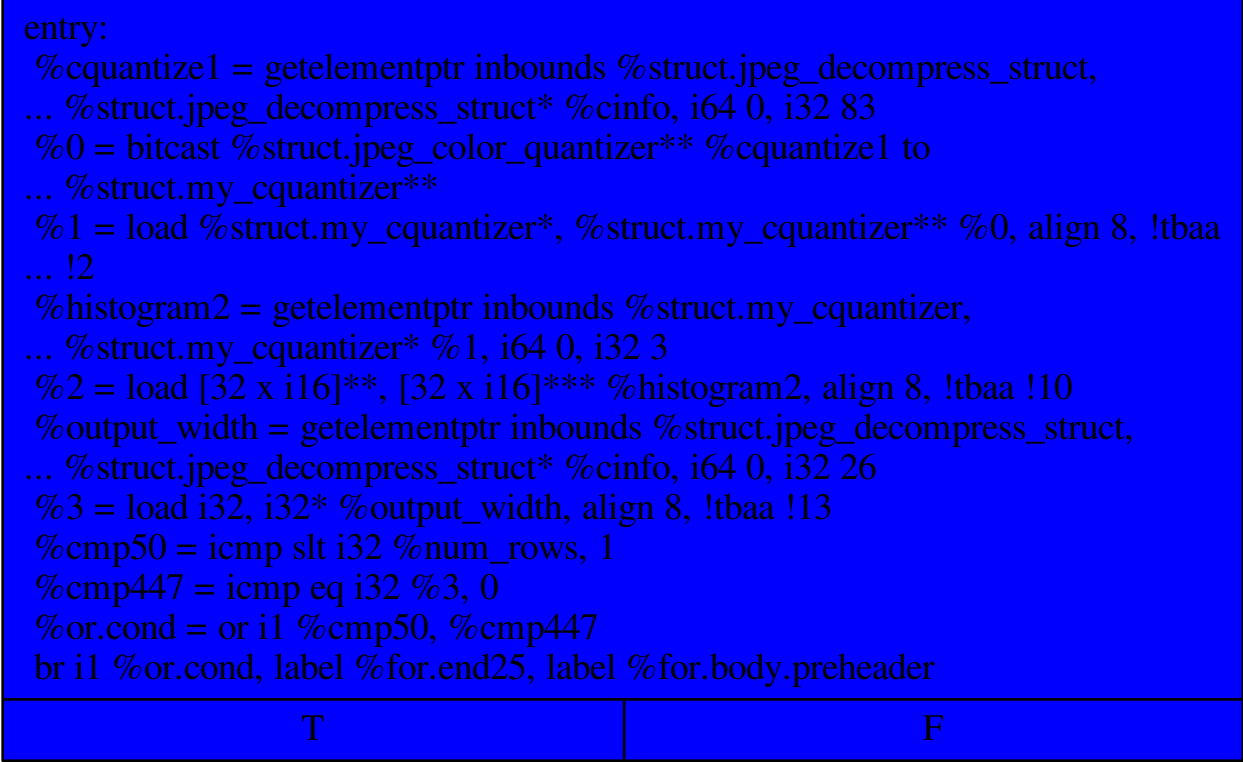 entry:
%cquantize1 = getelementptr inbounds %struct.jpeg_decompress_struct,
... %struct.jpeg_decompress_struct* %cinfo, i64 0, i32 83
%0 = bitcast %struct.jpeg_color_quantizer** %cquantize1 to
... %struct.my_cquantizer**
%1 = load %struct.my_cquantizer*, %struct.my_cquantizer** %0, align 8, !tbaa
... !2
%histogram2 = getelementptr inbounds %struct.my_cquantizer,
... %struct.my_cquantizer* %1, i64 0, i32 3
%2 = load [32 x i16]**, [32 x i16]*** %histogram2, align 8, !tbaa !10
%output_width = getelementptr inbounds %struct.jpeg_decompress_struct,
... %struct.jpeg_decompress_struct* %cinfo, i64 0, i32 26
%3 = load i32, i32* %output_width, align 8, !tbaa !13
%cmp50 = icmp slt i32 %num_rows, 1
%cmp447 = icmp eq i32 %3, 0
%or.cond = or i1 %cmp50, %cmp447
br i1 %or.cond, label %for.end25, label %for.body.preheader
T F